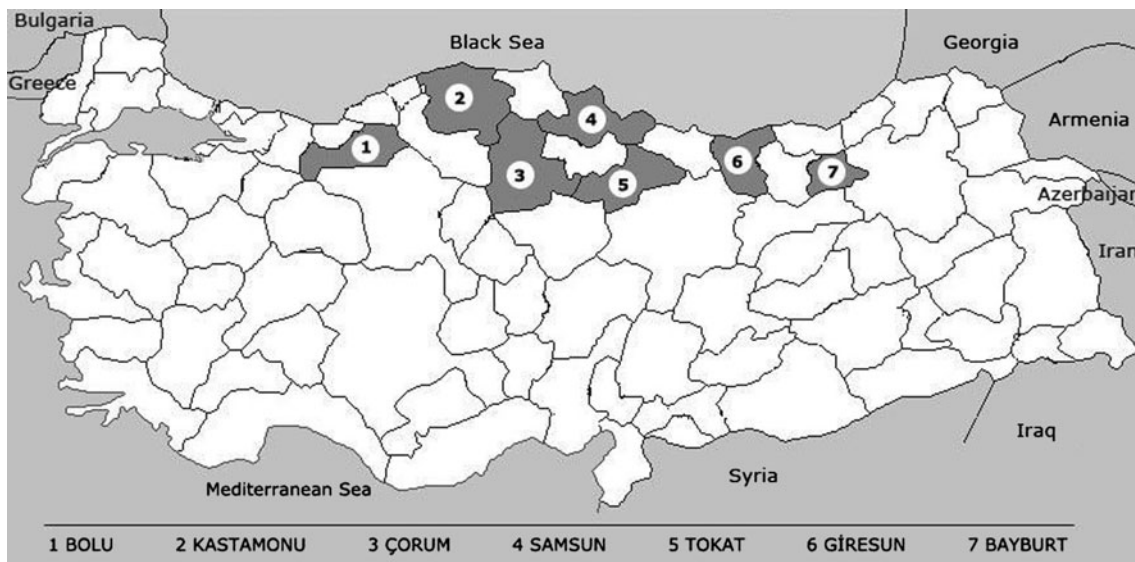 Bulgaria
Black Sea
Georgia
Greece
Armenia
Azerbaijan
Iran
Iraq
Syria
Mediterranean Sea
1
2
3
4
5
6
7
1 BOLU 2 KASTAMONU 3 ÇORUM 4 SAMSUN 5 TOKAT 6 GİRESUN 7 BAYBURT